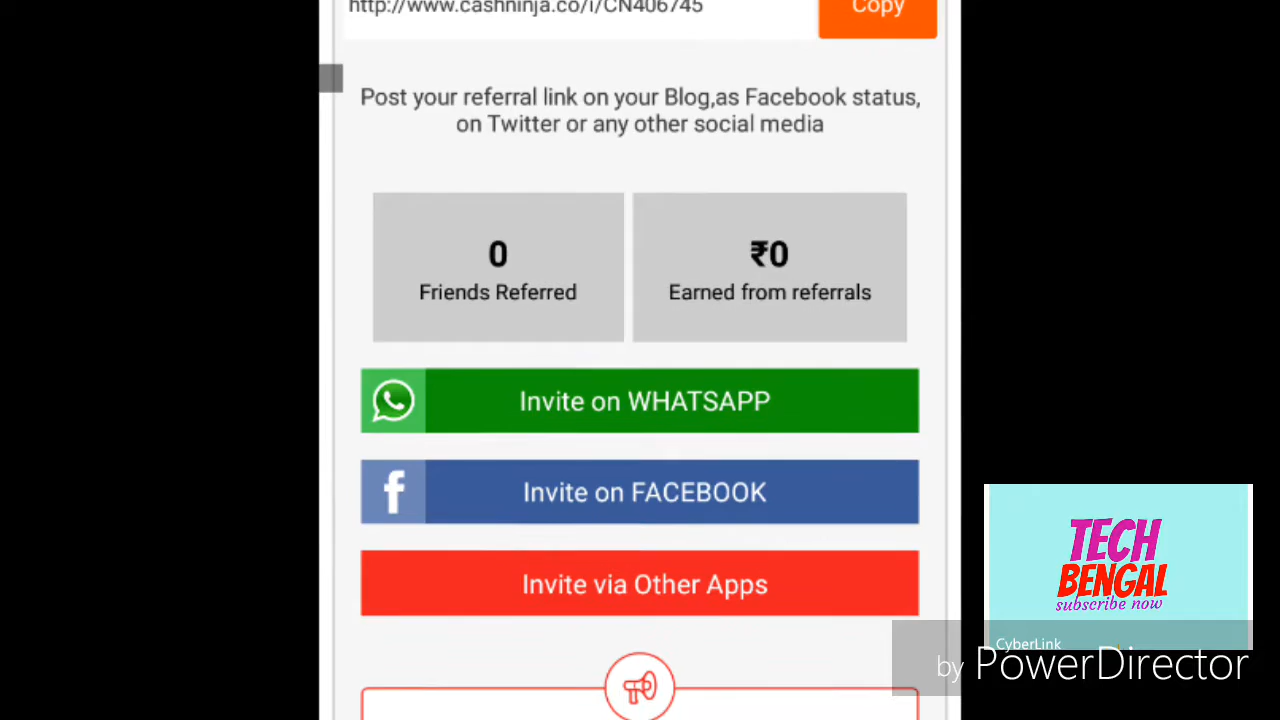 http://www.cashninja.co/i/CN406745
Copy
Post your referral link on your Blog,as Facebook status,
on Twitter or any other social media
0
Friends Referred
₹0
Earned from referrals
Invite on WHATSAPP
f
Invite on FACEBOOK
Invite via Other Apps
TECH
BENGAL
subscribe now
CyberLink
by PowerDirector